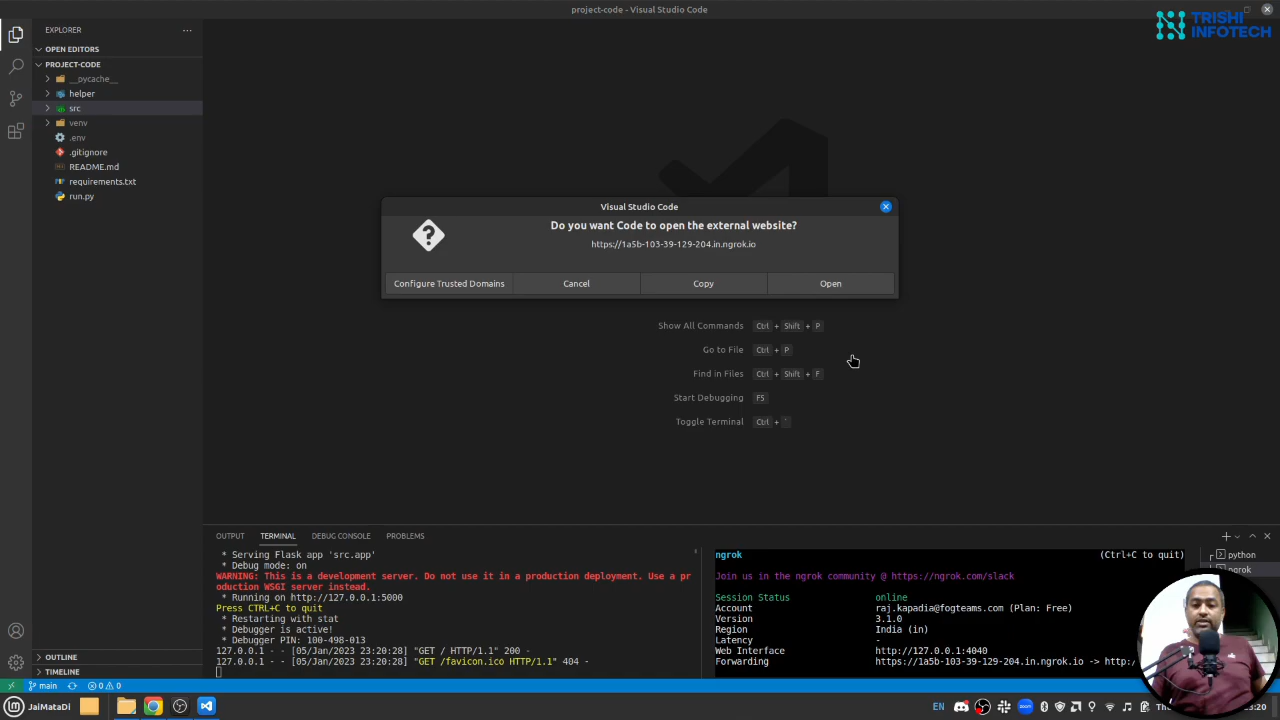 project-code - Visual Studio Code
TRISHI
INFOTECH
EXPLORER
OPEN EDITORS
PROJECT-CODE
__pycache__
helper
src
venv
.env
.gitignore
README.md
requirements.txt
run.py
Visual Studio Code
Do you want Code to open the external website?
https://1a5b-103-39-129-204.in.ngrok.io
Configure Trusted Domains Cancel Copy Open
Show All Commands Ctrl + Shift + P
Go to File Ctrl + P
Find in Files Ctrl + Shift + F
Start Debugging F5
Toggle Terminal Ctrl + `
OUTPUT TERMINAL DEBUG CONSOLE PROBLEMS
* Serving Flask app 'src.app'
* Debug mode: on
WARNING: This is a development server. Do not use it in a production deployment. Use a pr
oduction WSGI server instead.
* Running on http://127.0.0.1:5000
Press CTRL+C to quit
* Restarting with stat
* Debugger is active!
* Debugger PIN: 100-498-013
127.0.0.1 - - [05/Jan/2023 23:20:28] "GET / HTTP/1.1" 200 -
127.0.0.1 - - [05/Jan/2023 23:20:28] "GET /favicon.ico HTTP/1.1" 404 -
ngrok (Ctrl+C to quit)
Join us in the ngrok community @ https://ngrok.com/slack
Session Status online
Account raj.kapadia@fogteams.com (Plan: Free)
Version 3.1.0
Region India (in)
Latency -
Web Interface http://127.0.0.1:4040
Forwarding https://1a5b-103-39-129-204.in.ngrok.io -> http:/
python
ngrok
OUTLINE
TIMELINE
main 0 0
JaiMataDi
EN
:20